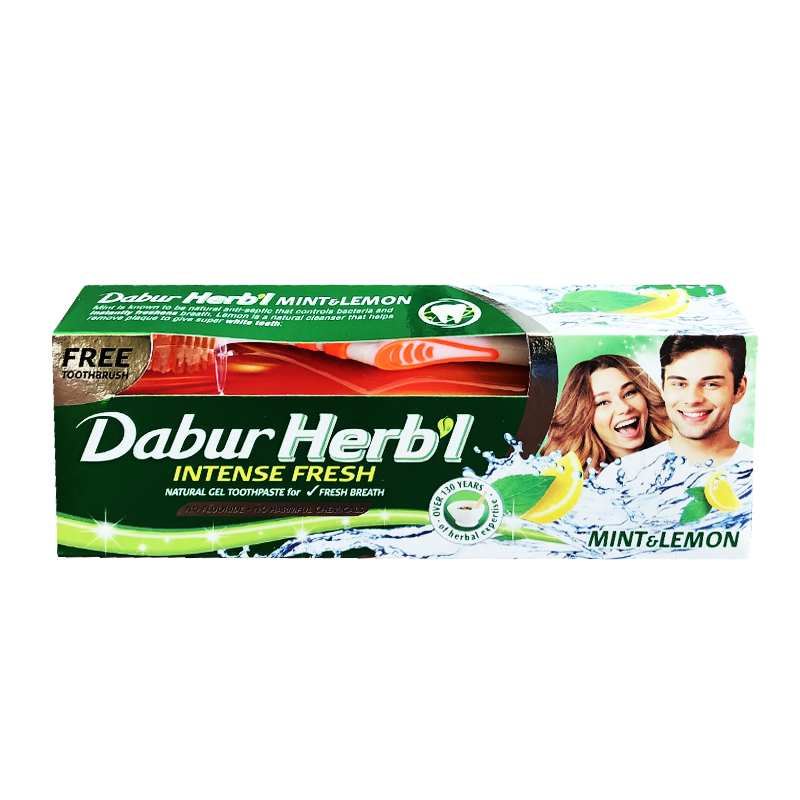 Dabur Herb'l MINT&LEMON
Mint is known to be natural anti-septic that controls bacteria and
instantly freshens breath. Lemon is a natural cleanser that helps
remove plaque to give super white teeth.
FREE
TOOTHBRUSH
Dabur Herb'l
INTENSE FRESH
NATURAL GEL TOOTHPASTE for ✓FRESH BREATH
NO FLUORIDE • NO HARMFUL CHEMICALS
OVER 130 YEARS
• of herbal expertise •
MINT&LEMON